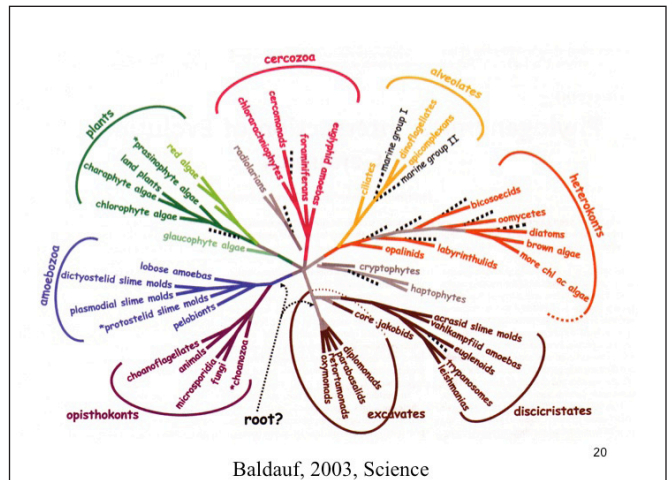 cercozoa
alveolates
plants
heterokonts
amoebozoa
opisthokonts
excavates
discicristates
cercomonads
foraminiferans
euglyphid amoebas
chlorarachniophytes
radiolarians
marine group I
dinoflagellates
apicomplexans
marine group II
ciliates
red algae
prasinophyte algae
land plants
charaphyte algae
chlorophyte algae
glaucophyte algae
bicosoecids
oomycetes
diatoms
brown algae
more chl ac algae
labyrinthulids
opalinids
cryptophytes
haptophytes
lobose amoebas
dictyostelid slime molds
plasmodial slime molds
*protostelid slime molds
pelobionts
choanoflagellates
animals
microsporidia
fungi
*choanozoa
root?
core jakobids
diplomonads
parabasalids
retortamonads
oxymonads
acrasid slime molds
vahlkampfiid amoebas
euglenoids
trypanosomes
leishmanias
20
Baldauf, 2003, Science